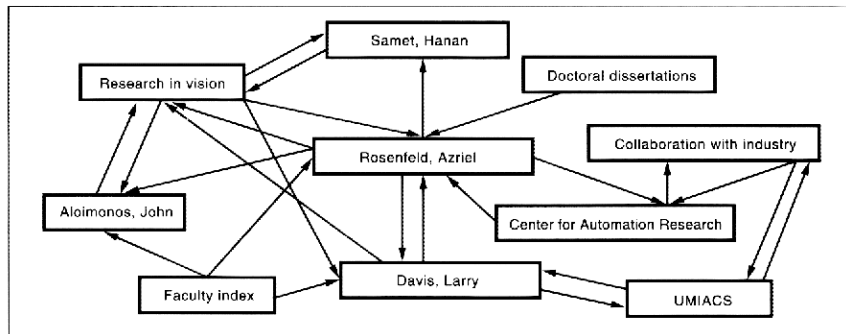 Samet, Hanan
Research in vision
Doctoral dissertations
Rosenfeld, Azriel
Collaboration with industry
Aloimonos, John
Center for Automation Research
Faculty index
Davis, Larry
UMIACS